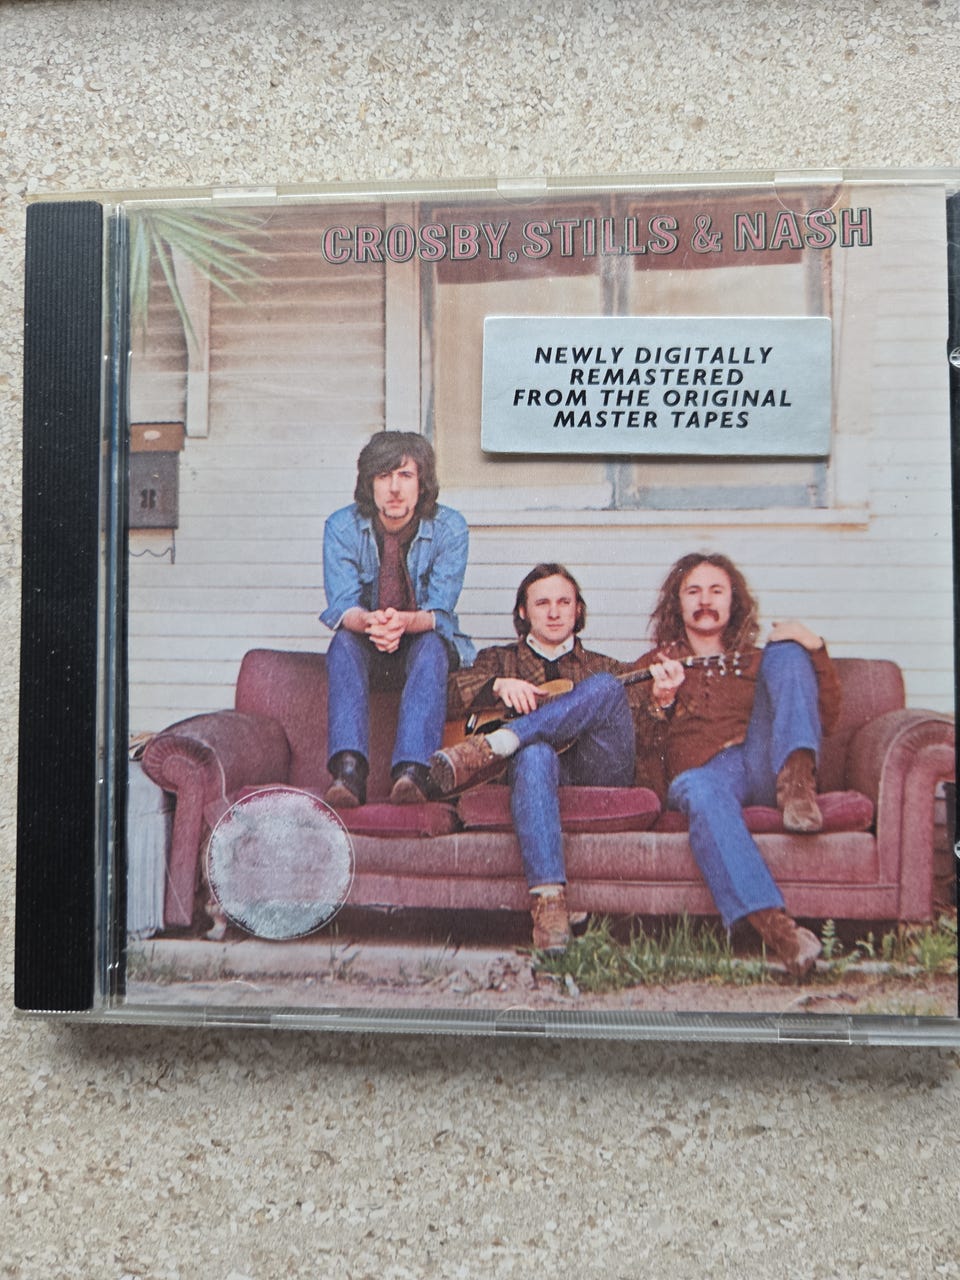 CROSBY, STILLS & NASH
NEWLY DIGITALLY
REMASTERED
FROM THE ORIGINAL
MASTER TAPES